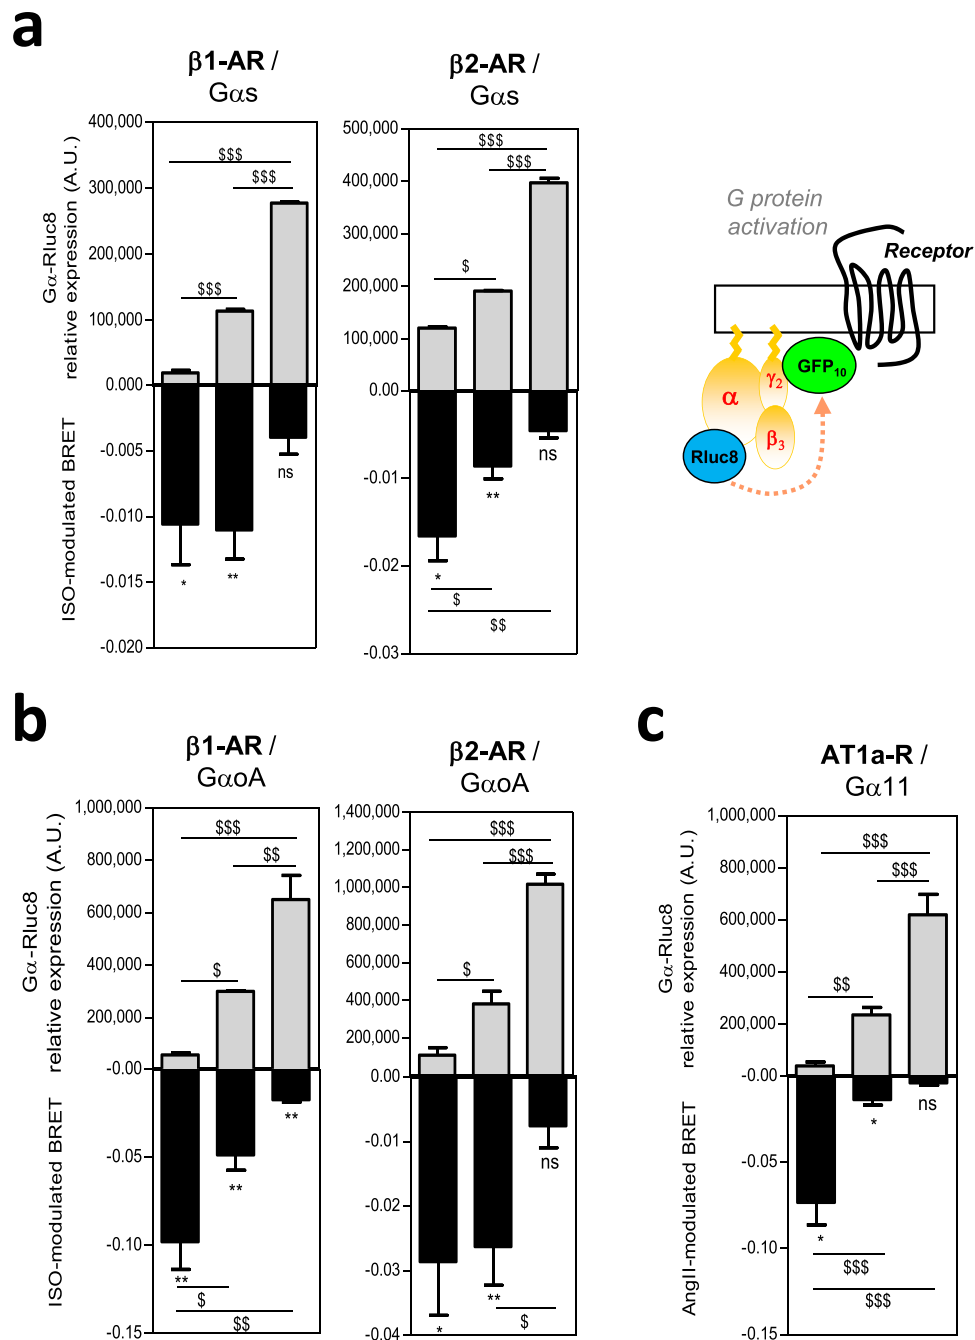 a
β1-AR /
Gαs
400,000
300,000
200,000
100,000
0.000
-0.005
-0.010
-0.015
-0.020
Gα-Rluc8
relative expression (A.U.)
ISO-modulated BRET
$$$
$$$
$$$
ns
*
**
β2-AR /
Gαs
500,000
400,000
300,000
200,000
100,000
0.00
-0.01
-0.02
-0.03
$$$
$$$
$
ns
**
*
$
$$
G protein
activation
Receptor
GFP10
γ2
α
β3
Rluc8
b
β1-AR /
GαoA
1,000,000
800,000
600,000
400,000
200,000
-0.00
-0.05
-0.10
-0.15
Gα-Rluc8
relative expression (A.U.)
ISO-modulated BRET
$$$
$$
$
**
**
**
$
$$
β2-AR /
GαoA
1,400,000
1,200,000
1,000,000
800,000
600,000
400,000
200,000
0.00
-0.01
-0.02
-0.03
-0.04
$$$
$$$
$
ns
**
*
$
c
AT1a-R /
Gα11
1,000,000
800,000
600,000
400,000
200,000
-0.00
-0.05
-0.10
-0.15
Gα-Rluc8
relative expression (A.U.)
AngII-modulated BRET
$$$
$$$
$$
ns
*
*
$$$
$$$